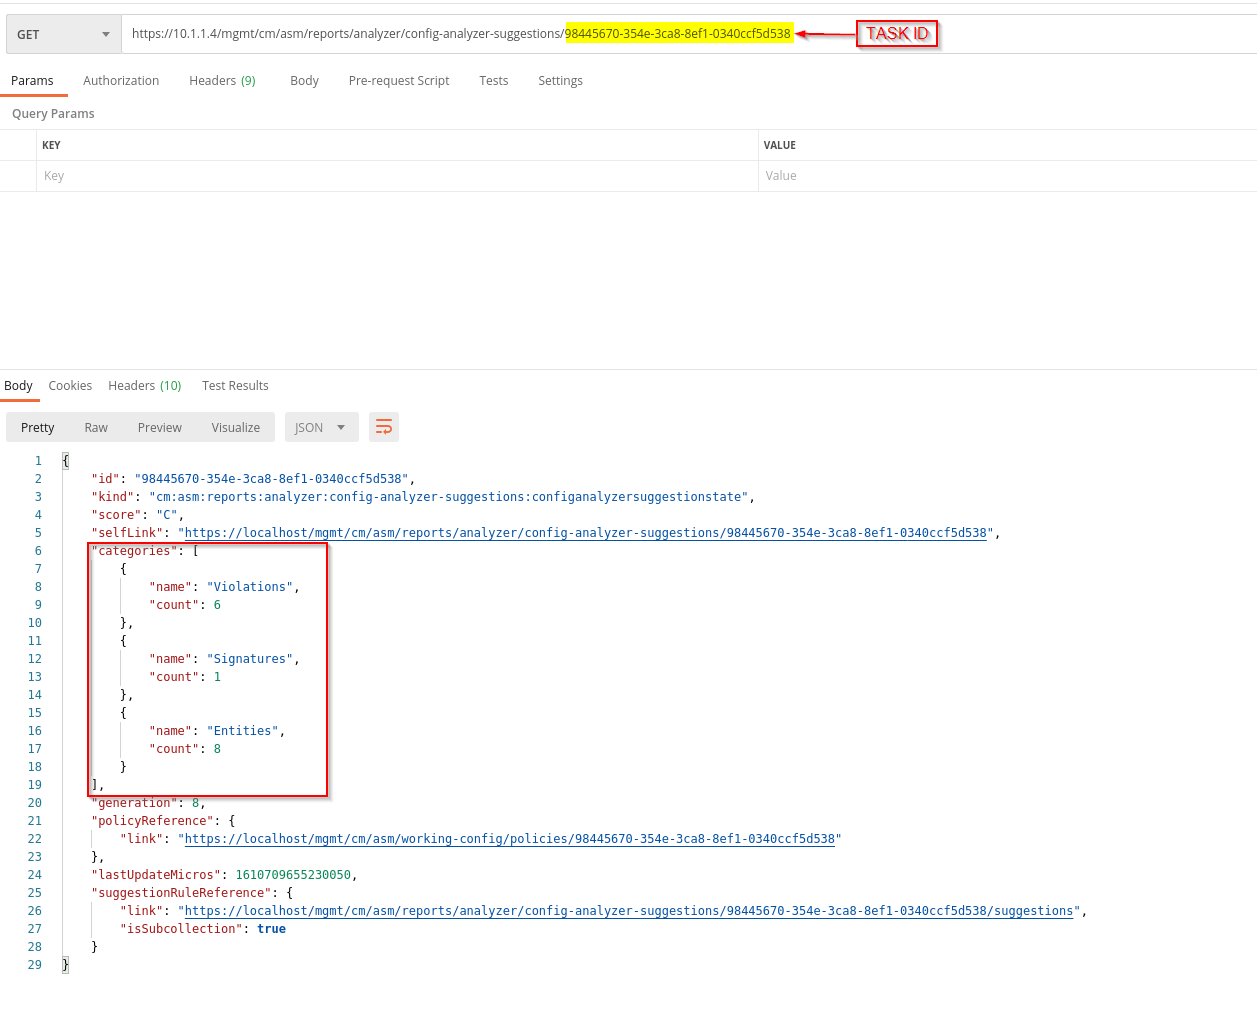 GET https://10.1.1.4/mgmt/cm/asm/reports/analyzer/config-analyzer-suggestions/98445670-354e-3ca8-8ef1-0340ccf5d538 TASK ID
Params Authorization Headers (9) Body Pre-request Script Tests Settings
Query Params
KEY VALUE
Key Value
Body Cookies Headers (10) Test Results
Pretty Raw Preview Visualize JSON
1 {
2 "id": "98445670-354e-3ca8-8ef1-0340ccf5d538",
3 "kind": "cm:asm:reports:analyzer:config-analyzer-suggestions:configanalyzersuggestionstate",
4 "score": "C",
5 "selfLink": "https://localhost/mgmt/cm/asm/reports/analyzer/config-analyzer-suggestions/98445670-354e-3ca8-8ef1-0340ccf5d538",
6 "categories": [
7 {
8 "name": "Violations",
9 "count": 6
10 },
11 {
12 "name": "Signatures",
13 "count": 1
14 },
15 {
16 "name": "Entities",
17 "count": 8
18 }
19 ],
20 "generation": 8,
21 "policyReference": {
22 "link": "https://localhost/mgmt/cm/asm/working-config/policies/98445670-354e-3ca8-8ef1-0340ccf5d538"
23 },
24 "lastUpdateMicros": 1610709655230050,
25 "suggestionRuleReference": {
26 "link": "https://localhost/mgmt/cm/asm/reports/analyzer/config-analyzer-suggestions/98445670-354e-3ca8-8ef1-0340ccf5d538/suggestions",
27 "isSubcollection": true
28 }
29 }